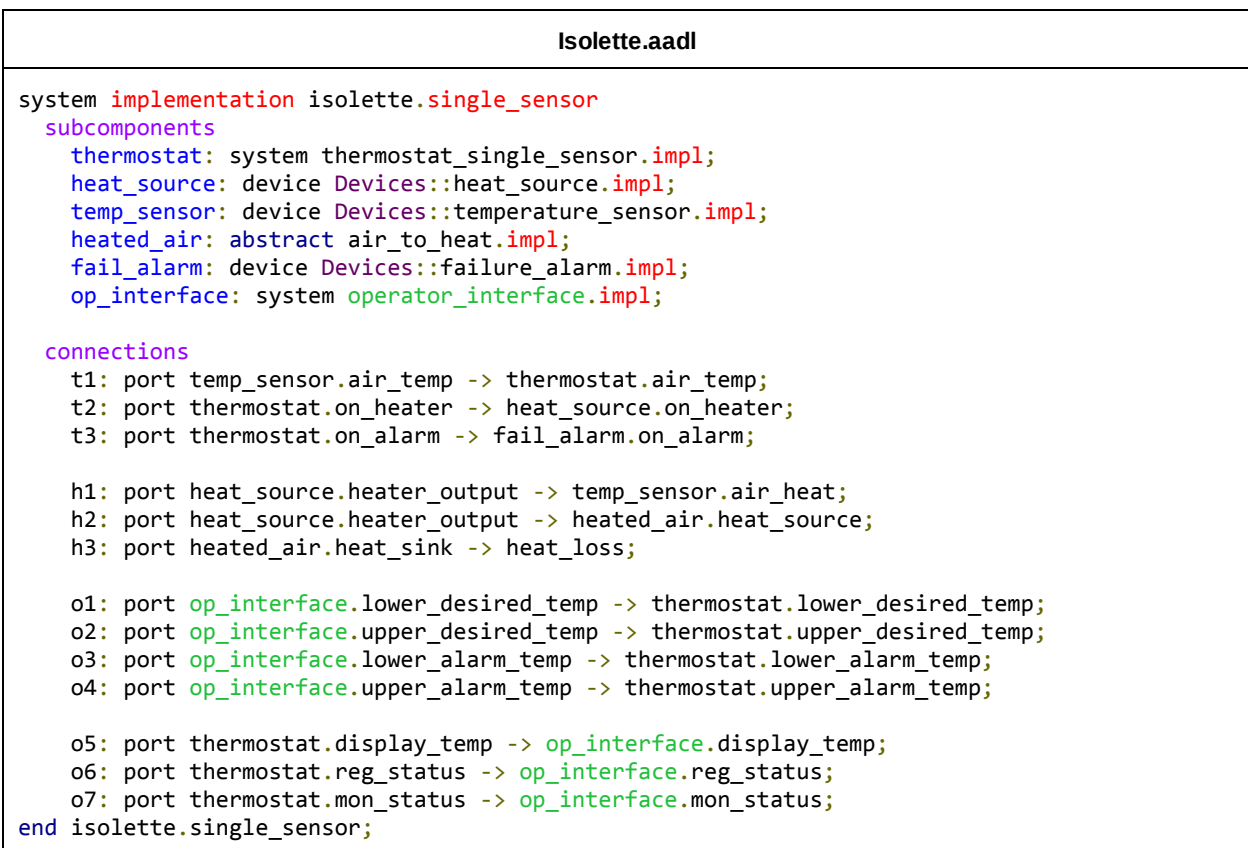 Isolette.aadl
system implementation isolette.single_sensor
  subcomponents
    thermostat: system thermostat_single_sensor.impl;
    heat_source: device Devices::heat_source.impl;
    temp_sensor: device Devices::temperature_sensor.impl;
    heated_air: abstract air_to_heat.impl;
    fail_alarm: device Devices::failure_alarm.impl;
    op_interface: system operator_interface.impl;

  connections
    t1: port temp_sensor.air_temp -> thermostat.air_temp;
    t2: port thermostat.on_heater -> heat_source.on_heater;
    t3: port thermostat.on_alarm -> fail_alarm.on_alarm;

    h1: port heat_source.heater_output -> temp_sensor.air_heat;
    h2: port heat_source.heater_output -> heated_air.heat_source;
    h3: port heated_air.heat_sink -> heat_loss;

    o1: port op_interface.lower_desired_temp -> thermostat.lower_desired_temp;
    o2: port op_interface.upper_desired_temp -> thermostat.upper_desired_temp;
    o3: port op_interface.lower_alarm_temp -> thermostat.lower_alarm_temp;
    o4: port op_interface.upper_alarm_temp -> thermostat.upper_alarm_temp;

    o5: port thermostat.display_temp -> op_interface.display_temp;
    o6: port thermostat.reg_status -> op_interface.reg_status;
    o7: port thermostat.mon_status -> op_interface.mon_status;
end isolette.single_sensor;